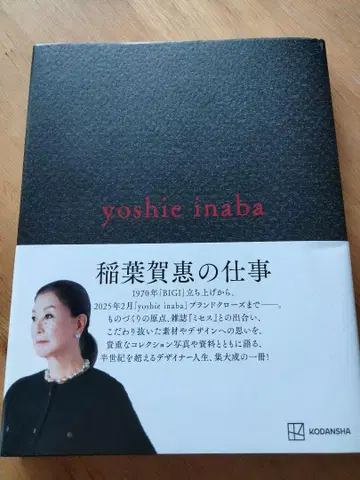 yoshie inaba
稲葉賀惠の仕事
1970年「BIGI」立ち上げから、
2025年2月「yoshie inaba」ブランドクローズまで――、
ものづくりの原点、雑誌『ミセス』との出合い、
こだわり抜いた素材やデザインへの思いを、
貴重なコレクション写真や資料とともに語る、
半世紀を超えるデザイナー人生、集大成の一冊!
KODANSHA